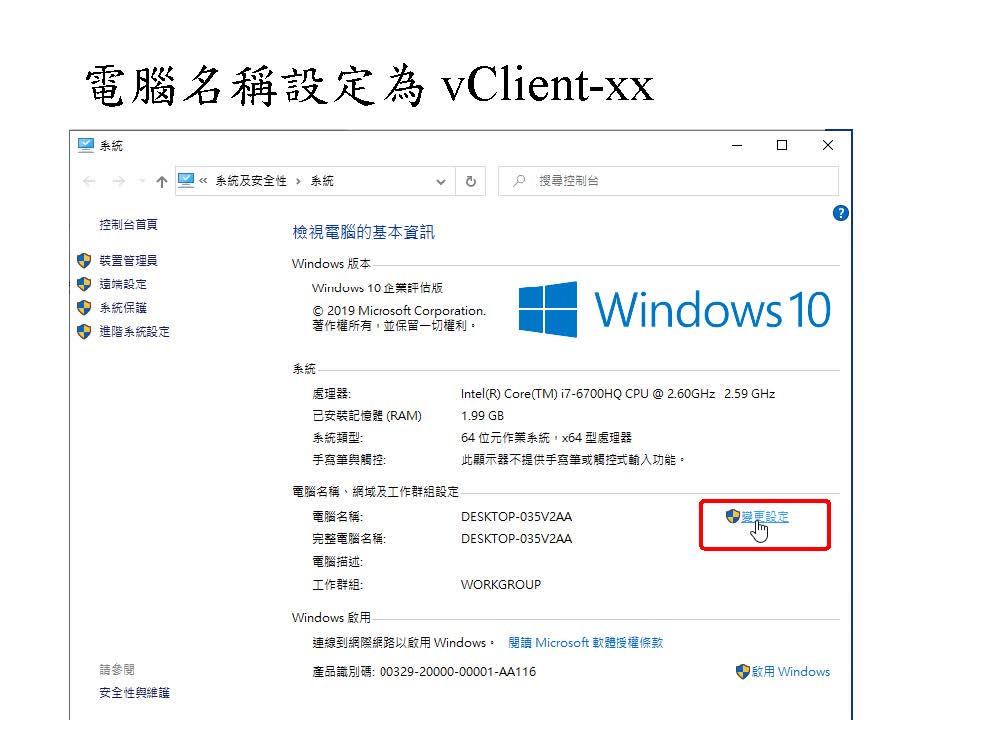 電腦名稱設定為 vClient-xx
系統
« 系統及安全性 › 系統
搜尋控制台
?
控制台首頁
裝置管理員
遠端設定
系統保護
進階系統設定
檢視電腦的基本資訊
Windows 版本
Windows 10 企業評估版
© 2019 Microsoft Corporation.
著作權所有，並保留一切權利。
Windows 10
系統
處理器: Intel(R) Core(TM) i7-6700HQ CPU @ 2.60GHz 2.59 GHz
已安裝記憶體 (RAM) 1.99 GB
系統類型: 64 位元作業系統，x64 型處理器
手寫筆與觸控: 此顯示器不提供手寫筆或觸控式輸入功能。
電腦名稱、網域及工作群組設定
電腦名稱: DESKTOP-035V2AA 變更設定
完整電腦名稱: DESKTOP-035V2AA
電腦描述:
工作群組: WORKGROUP
Windows 啟用
連線到網際網路以啟用 Windows。 閱讀 Microsoft 軟體授權條款
產品識別碼: 00329-20000-00001-AA116 啟用 Windows
請參閱
安全性與維護